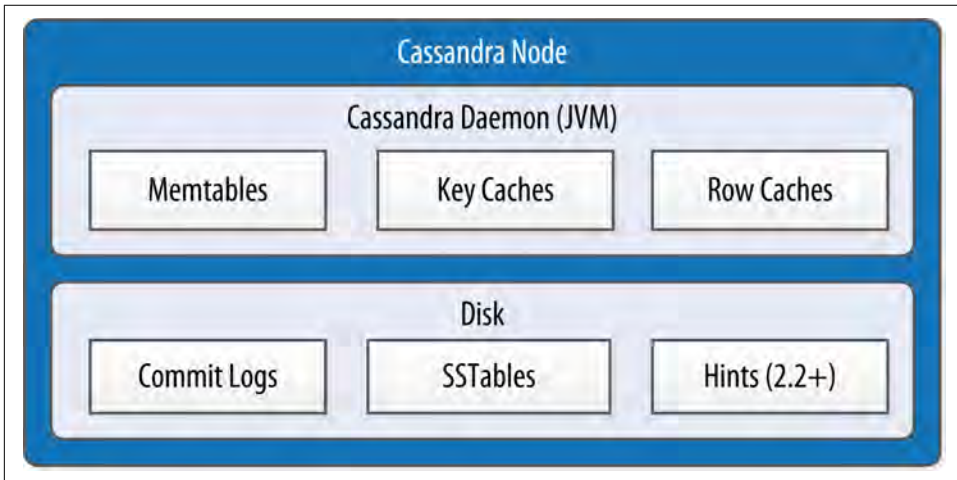 Cassandra Node
Cassandra Daemon (JVM)
Memtables
Key Caches
Row Caches
Disk
Commit Logs
SSTables
Hints (2.2+)